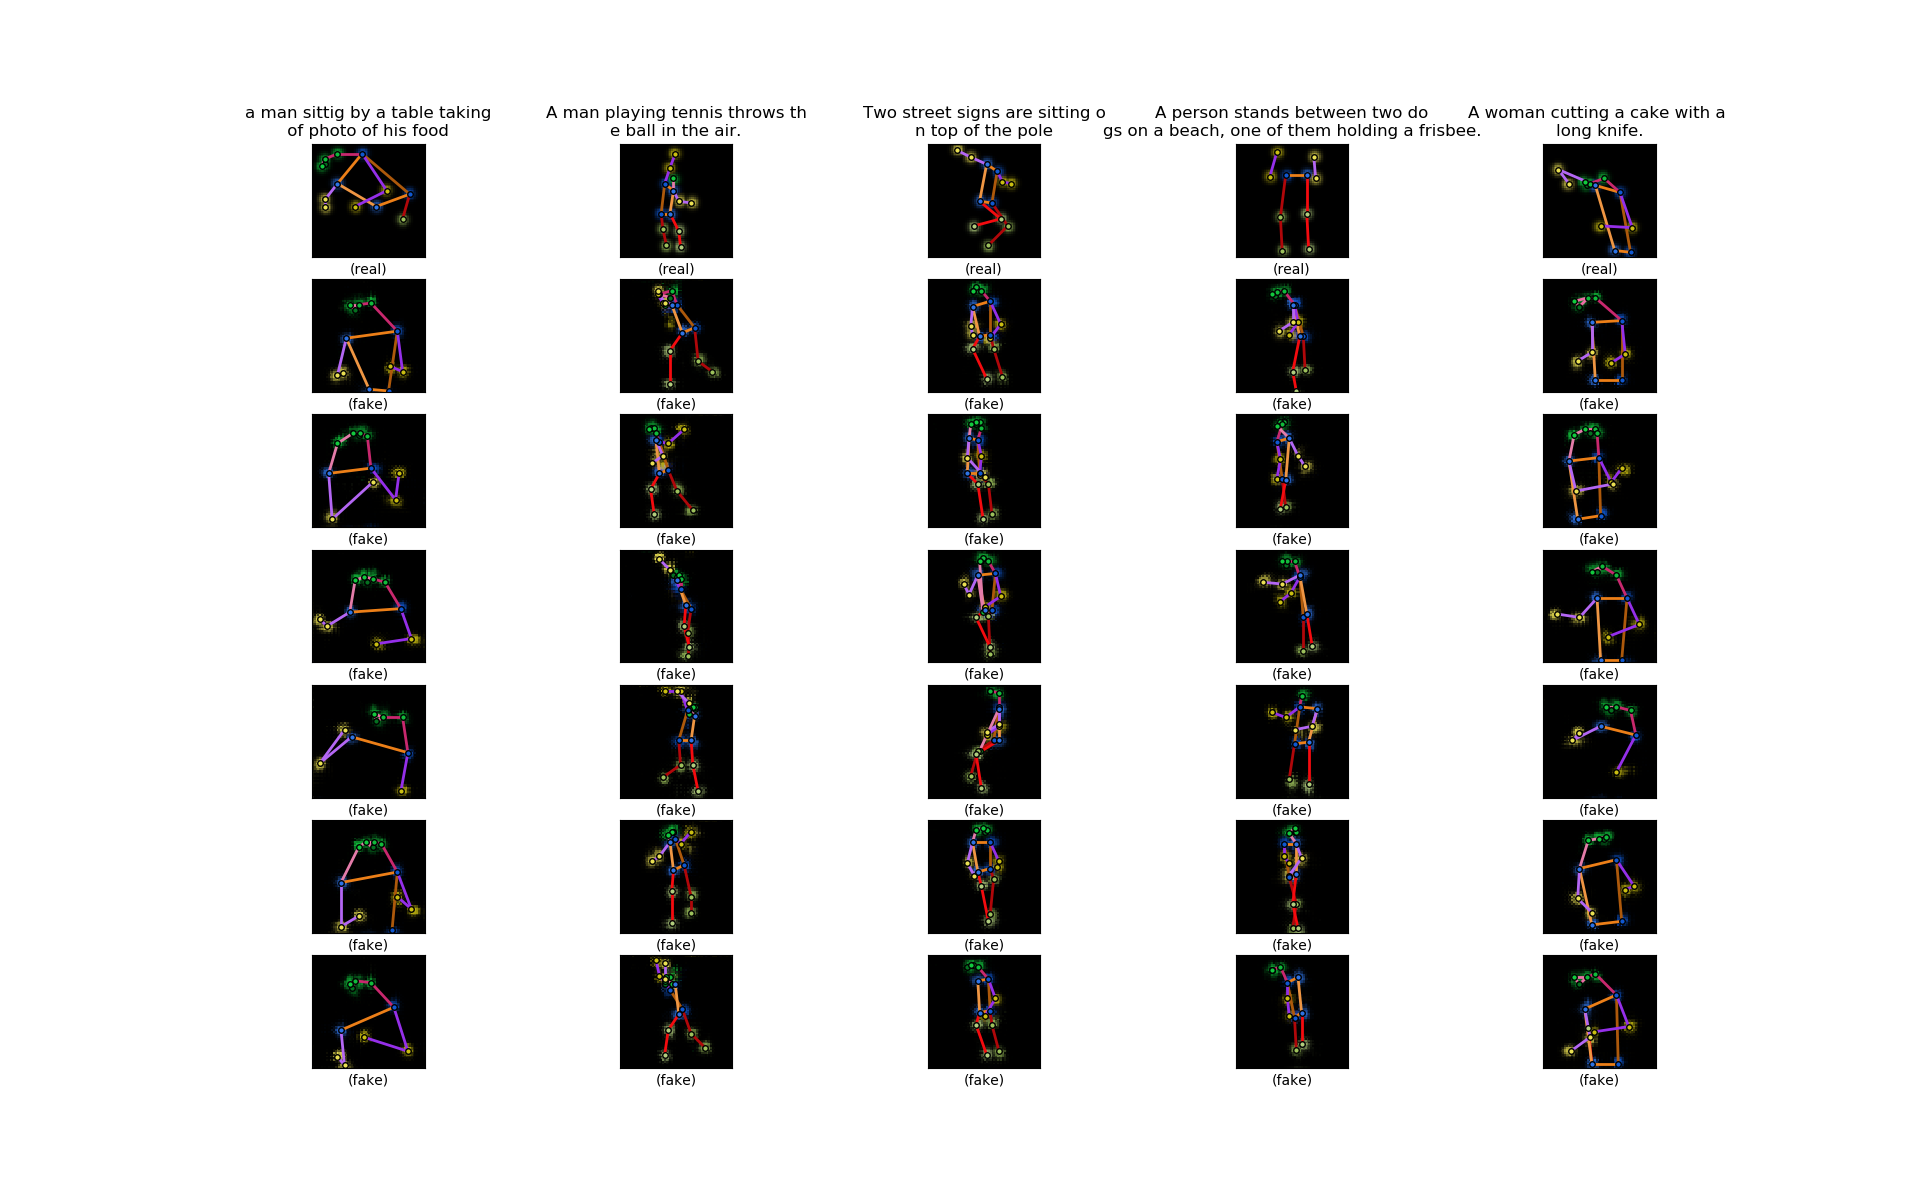 a man sittig by a table taking
of photo of his food
A man playing tennis throws th
e ball in the air.
Two street signs are sitting o
n top of the pole
A person stands between two do
gs on a beach, one of them holding a frisbee.
A woman cutting a cake with a
long knife.
(real) (real) (real) (real) (real)
(fake) (fake) (fake) (fake) (fake)
(fake) (fake) (fake) (fake) (fake)
(fake) (fake) (fake) (fake) (fake)
(fake) (fake) (fake) (fake) (fake)
(fake) (fake) (fake) (fake) (fake)
(fake) (fake) (fake) (fake) (fake)